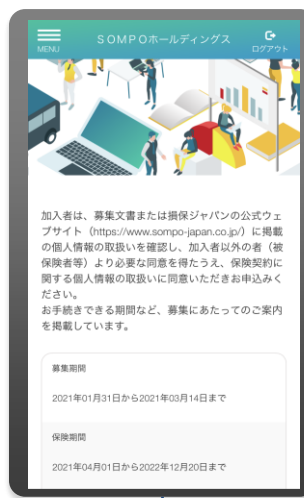 SOMPOホールディングス
MENU
ログアウト
加入者は、募集文書または損保ジャパンの公式ウェ
ブサイト（https://www.sompo-japan.co.jp/）に掲載
の個人情報の取扱いを確認し、加入者以外の者（被
保険者等）より必要な同意を得たうえ、保険契約に
関する個人情報の取扱いに同意いただきお申込みく
ださい。
お手続きできる期間など、募集にあたってのご案内
を掲載しています。
募集期間
2021年01月31日から2021年03月14日まで
保険期間
2021年04月01日から2022年12月20日まで